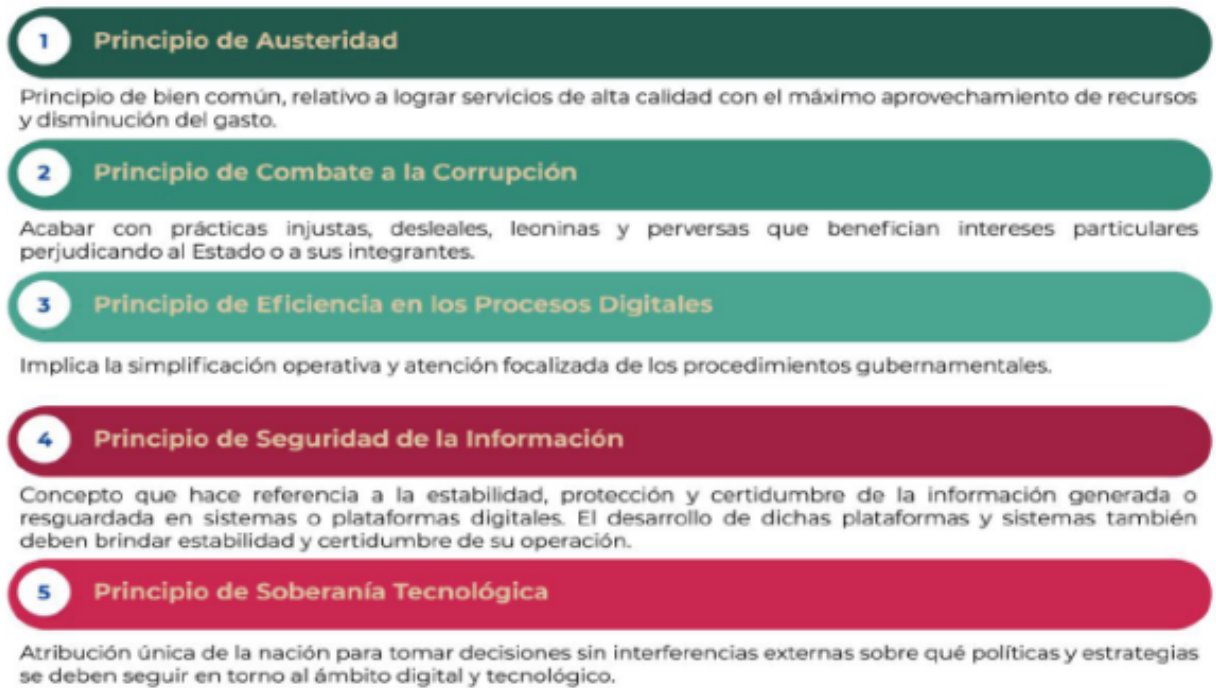 1 Principio de Austeridad
Principio de bien común, relativo a lograr servicios de alta calidad con el máximo aprovechamiento de recursos
y disminución del gasto.
2 Principio de Combate a la Corrupción
Acabar con prácticas injustas, desleales, leoninas y perversas que benefician intereses particulares
perjudicando al Estado o a sus integrantes.
3 Principio de Eficiencia en los Procesos Digitales
Implica la simplificación operativa y atención focalizada de los procedimientos gubernamentales.
4 Principio de Seguridad de la Información
Concepto que hace referencia a la estabilidad, protección y certidumbre de la información generada o
resguardada en sistemas o plataformas digitales. El desarrollo de dichas plataformas y sistemas también
deben brindar estabilidad y certidumbre de su operación.
5 Principio de Soberanía Tecnológica
Atribución única de la nación para tomar decisiones sin interferencias externas sobre qué políticas y estrategias
se deben seguir en torno al ámbito digital y tecnológico.